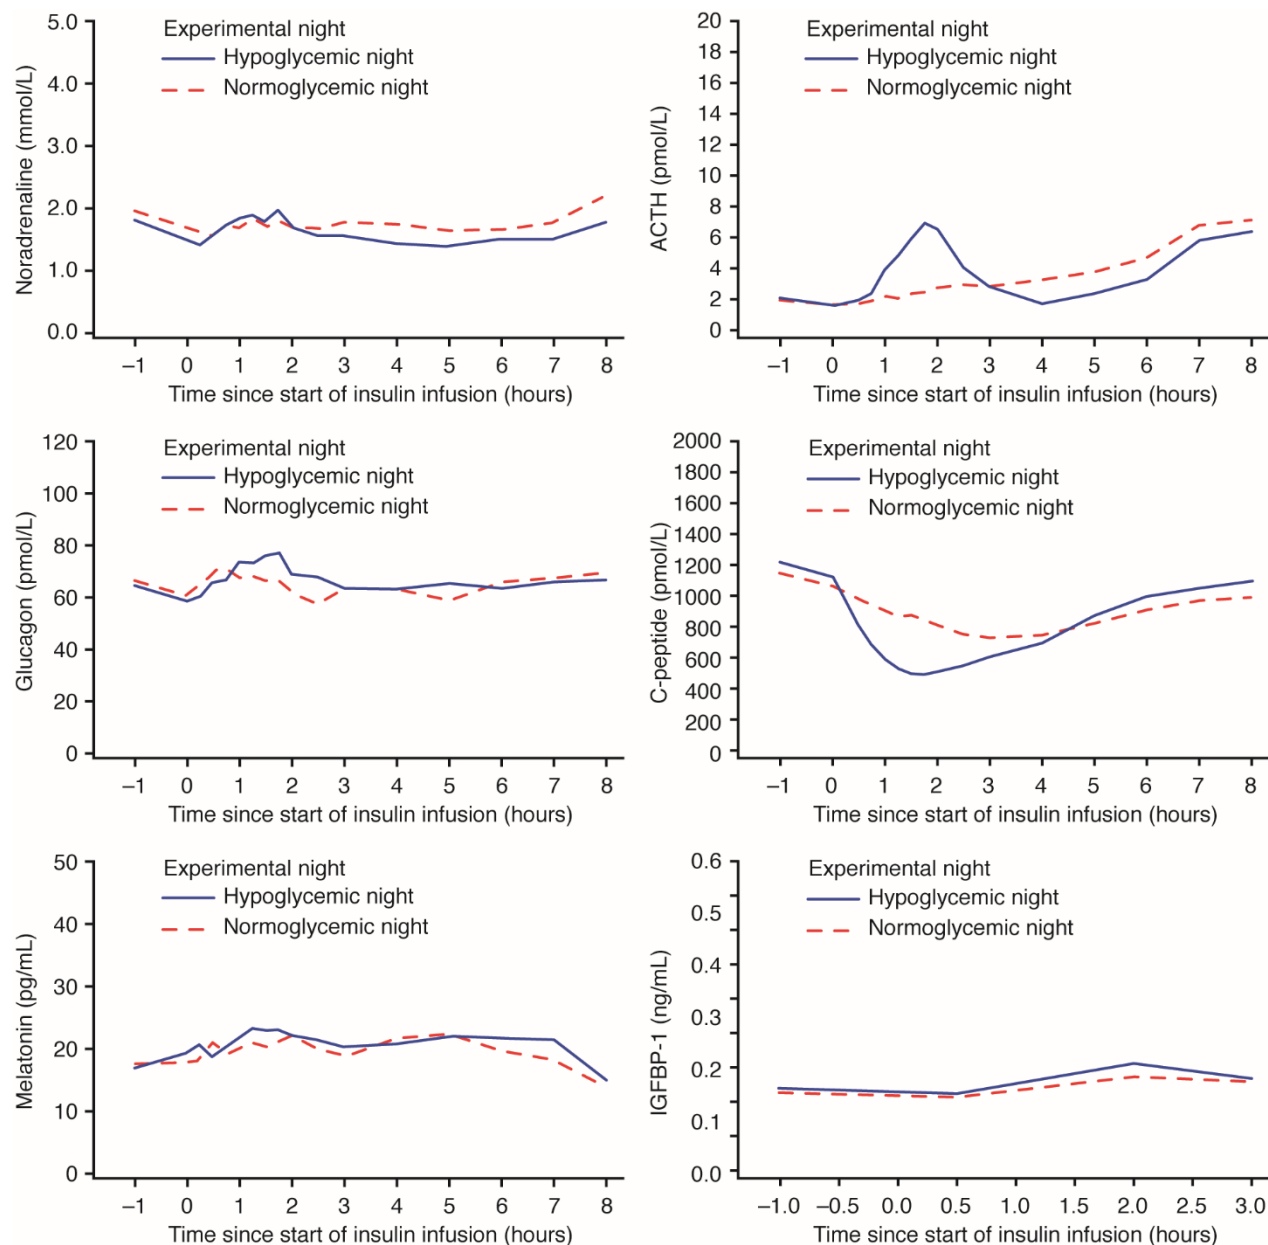 Noradrenaline (mmol/L)
5.0
4.0
3.0
2.0
1.0
0.0
Experimental night
Hypoglycemic night
Normoglycemic night
–1 0 1 2 3 4 5 6 7 8
Time since start of insulin infusion (hours)
ACTH (pmol/L)
20
18
16
14
12
10
8
6
4
2
0
Experimental night
Hypoglycemic night
Normoglycemic night
–1 0 1 2 3 4 5 6 7 8
Time since start of insulin infusion (hours)
Glucagon (pmol/L)
120
100
80
60
40
20
0
Experimental night
Hypoglycemic night
Normoglycemic night
–1 0 1 2 3 4 5 6 7 8
Time since start of insulin infusion (hours)
C-peptide (pmol/L)
2000
1800
1600
1400
1200
1000
800
600
400
200
0
Experimental night
Hypoglycemic night
Normoglycemic night
–1 0 1 2 3 4 5 6 7 8
Time since start of insulin infusion (hours)
Melatonin (pg/mL)
50
40
30
20
10
0
Experimental night
Hypoglycemic night
Normoglycemic night
–1 0 1 2 3 4 5 6 7 8
Time since start of insulin infusion (hours)
IGFBP-1 (ng/mL)
0.6
0.5
0.4
0.3
0.2
0.1
0.0
Experimental night
Hypoglycemic night
Normoglycemic night
–1.0 –0.5 0.0 0.5 1.0 1.5 2.0 2.5 3.0
Time since start of insulin infusion (hours)